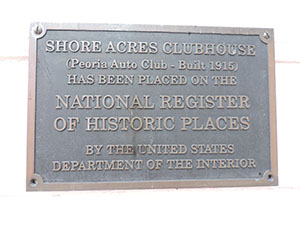 SHORE ACRES CLUBHOUSE
(Peoria Auto Club - Built 1915)
HAS BEEN PLACED ON THE
NATIONAL REGISTER
OF HISTORIC PLACES
BY THE UNITED STATES
DEPARTMENT OF THE INTERIOR